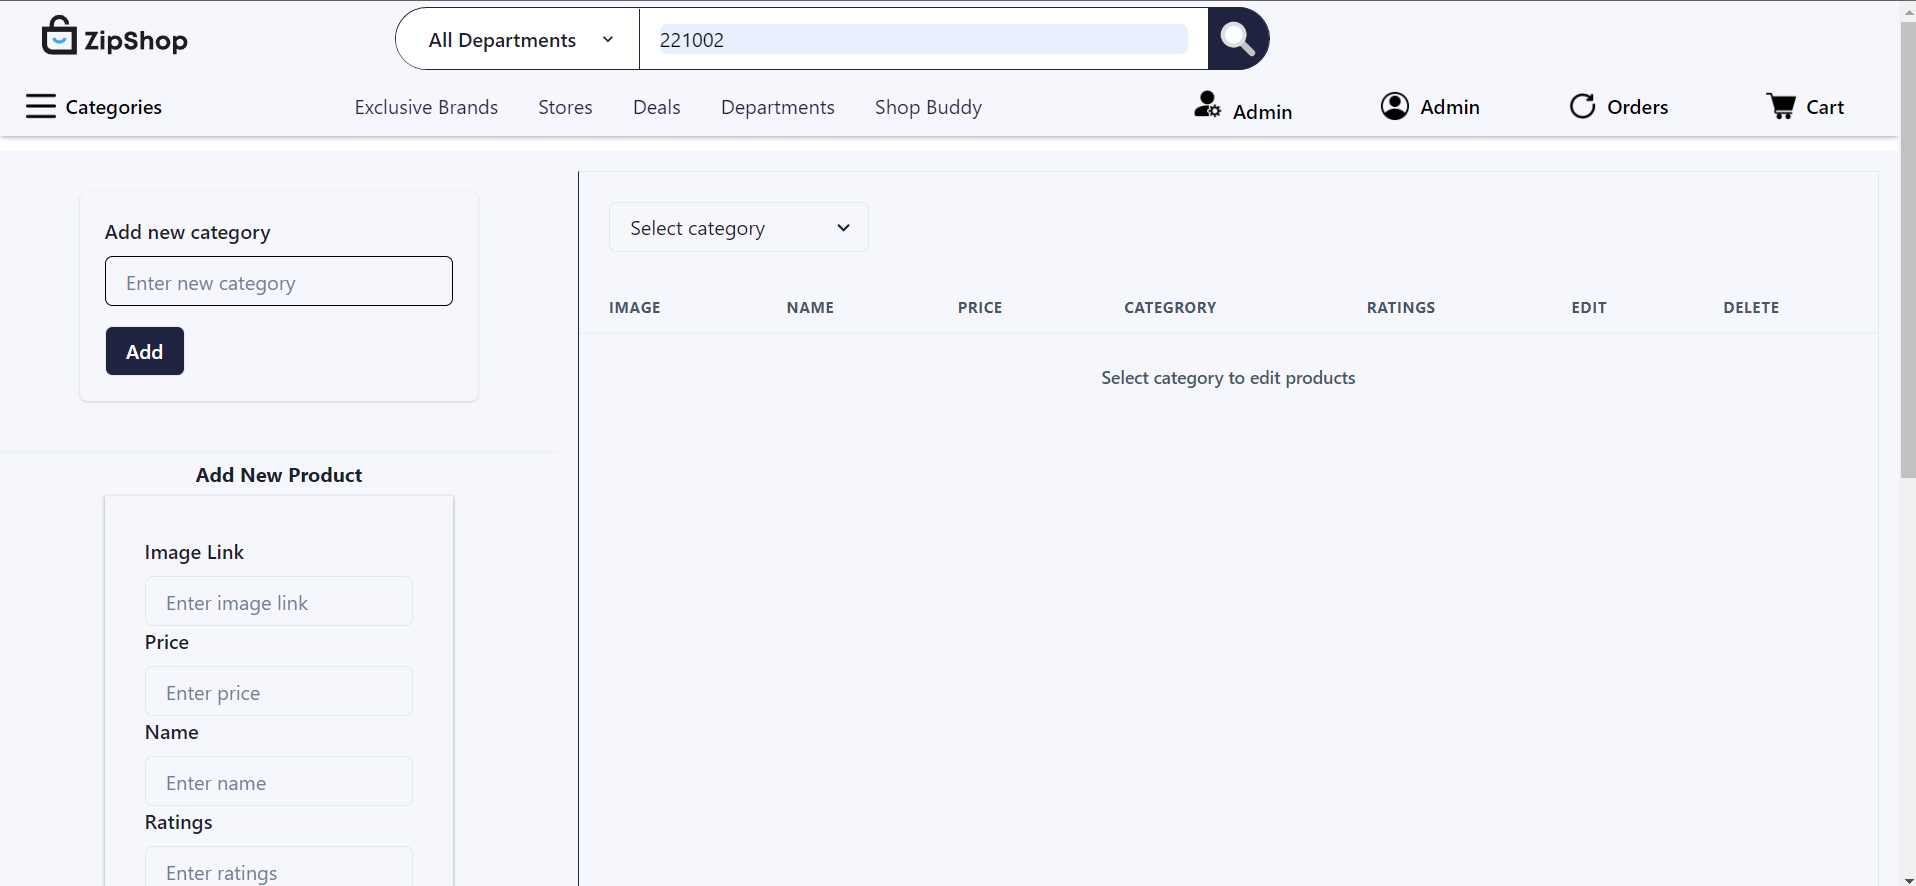 ZipShop
All Departments
221002
Categories
Exclusive Brands
Stores
Deals
Departments
Shop Buddy
Admin
Admin
Orders
Cart
Add new category
Enter new category
Add
Add New Product
Image Link
Enter image link
Price
Enter price
Name
Enter name
Ratings
Enter ratings
Select category
IMAGE NAME PRICE CATEGRORY RATINGS EDIT DELETE
Select category to edit products